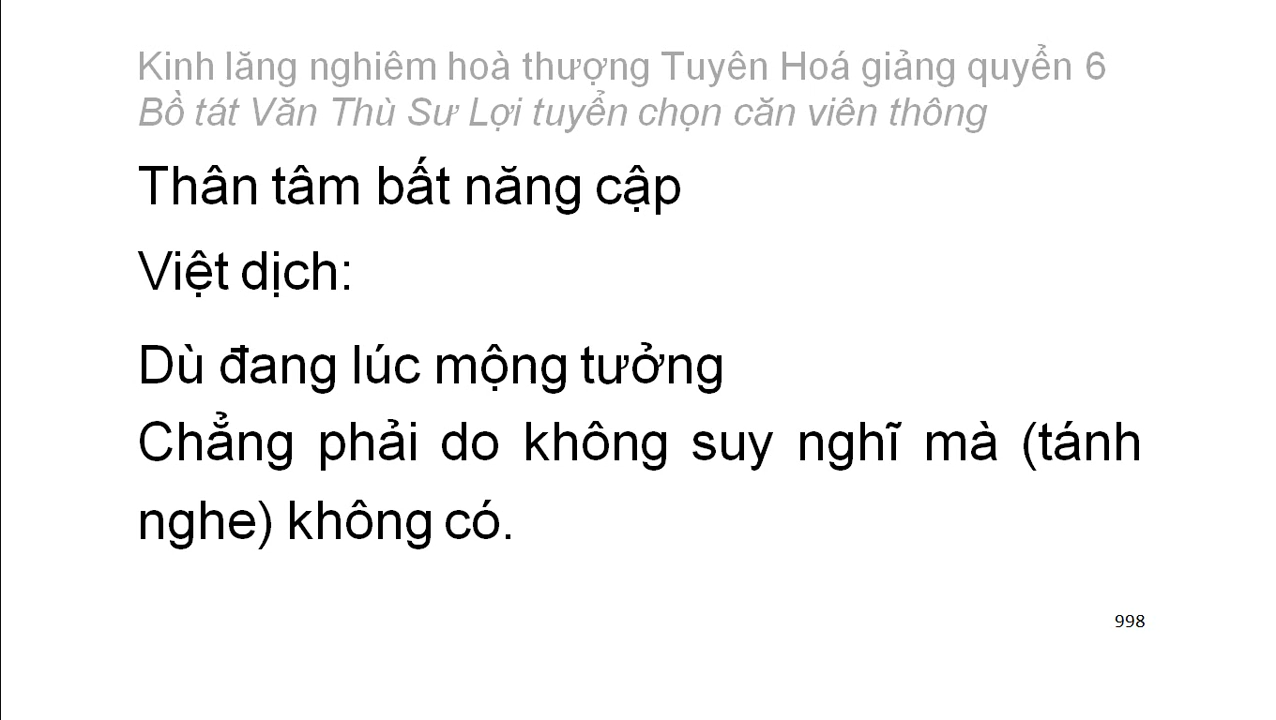 Kinh lăng nghiêm hoà thượng Tuyên Hoá giảng quyển 6
Bồ tát Văn Thù Sư Lợi tuyển chọn căn viên thông
Thân tâm bất năng cập
Việt dịch:
Dù đang lúc mộng tưởng
Chẳng phải do không suy nghĩ mà (tánh
nghe) không có.
998